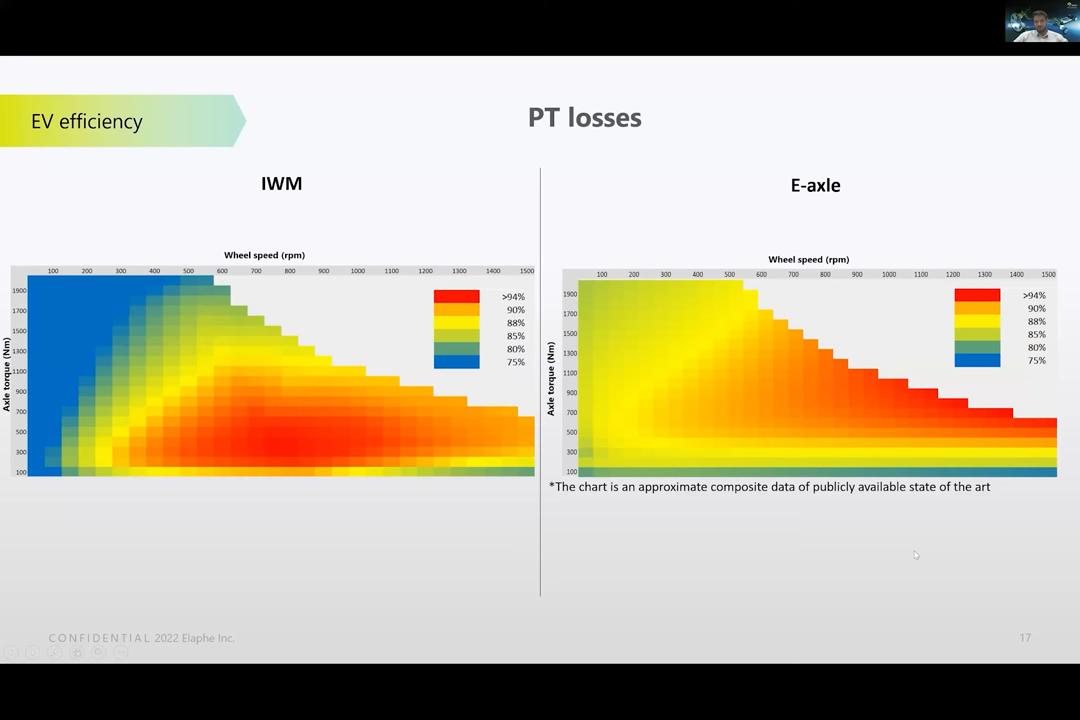 EV efficiency
PT losses
IWM
Wheel speed (rpm)
100 200 300 400 500 600 700 800 900 1000 1100 1200 1300 1400 1500
Axle torque (Nm)
1900
1700
1500
1300
1100
900
700
500
300
100
>94%
90%
88%
85%
80%
75%
E-axle
Wheel speed (rpm)
100 200 300 400 500 600 700 800 900 1000 1100 1200 1300 1400 1500
Axle torque (Nm)
1900
1700
1500
1300
1100
900
700
500
300
100
>94%
90%
88%
85%
80%
75%
*The chart is an approximate composite data of publicly available state of the art
CONFIDENTIAL 2022 Elaphe Inc.
17